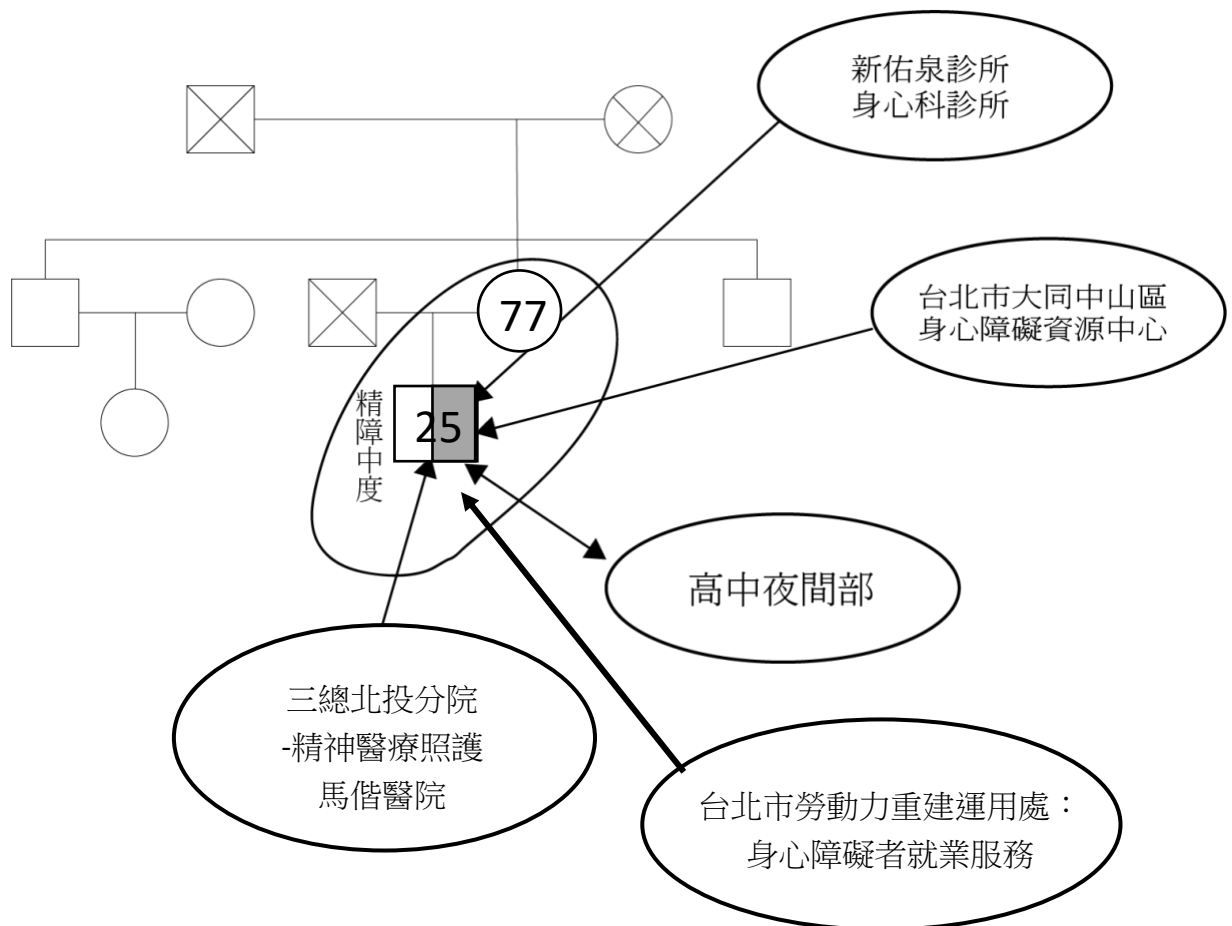 新佑泉診所
身心科診所
台北市大同中山區
身心障礙資源中心
77
25
精障中度
高中夜間部
三總北投分院
-精神醫療照護
馬偕醫院
台北市勞動力重建運用處：
身心障礙者就業服務